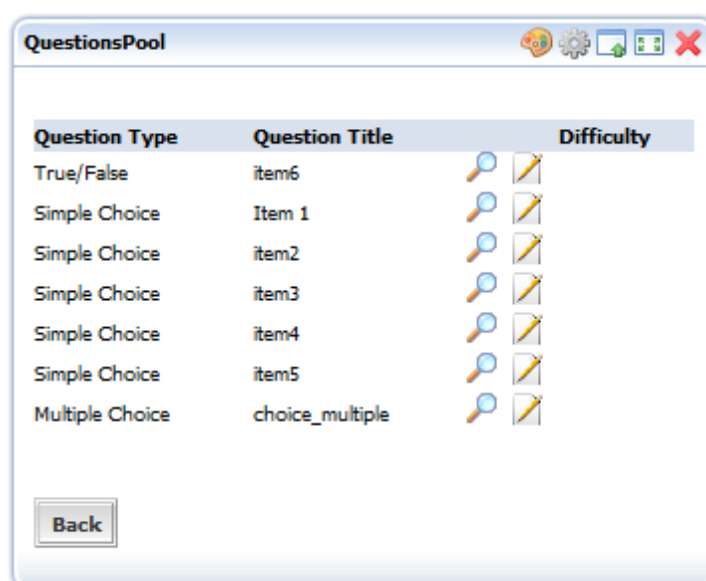 QuestionsPool
Question Type Question Title Difficulty
True/False item6
Simple Choice Item 1
Simple Choice item2
Simple Choice item3
Simple Choice item4
Simple Choice item5
Multiple Choice choice_multiple
Back